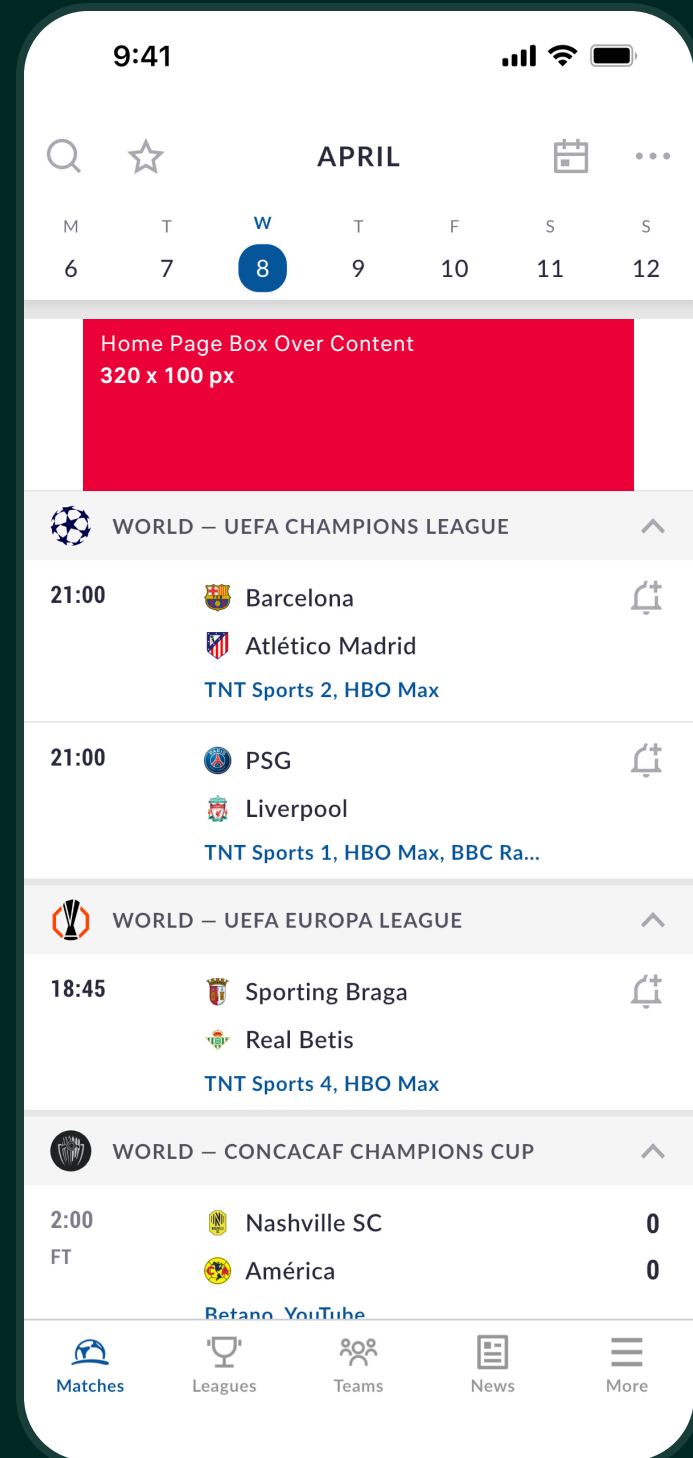 9:41
APRIL
M T W T F S S
6 7 8 9 10 11 12
Home Page Box Over Content
320 x 100 px
WORLD — UEFA CHAMPIONS LEAGUE
21:00 Barcelona
Atlético Madrid
TNT Sports 2, HBO Max
21:00 PSG
Liverpool
TNT Sports 1, HBO Max, BBC Ra...
WORLD — UEFA EUROPA LEAGUE
18:45 Sporting Braga
Real Betis
TNT Sports 4, HBO Max
WORLD — CONCACAF CHAMPIONS CUP
2:00 Nashville SC 0
FT América 0
Betano, YouTube
Matches Leagues Teams News More